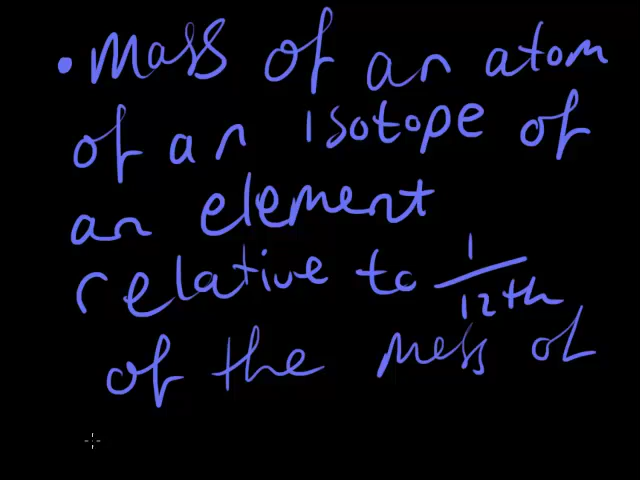 • Mass of an atom
of an isotope of
an element
relative to 1/12th
of the mass of